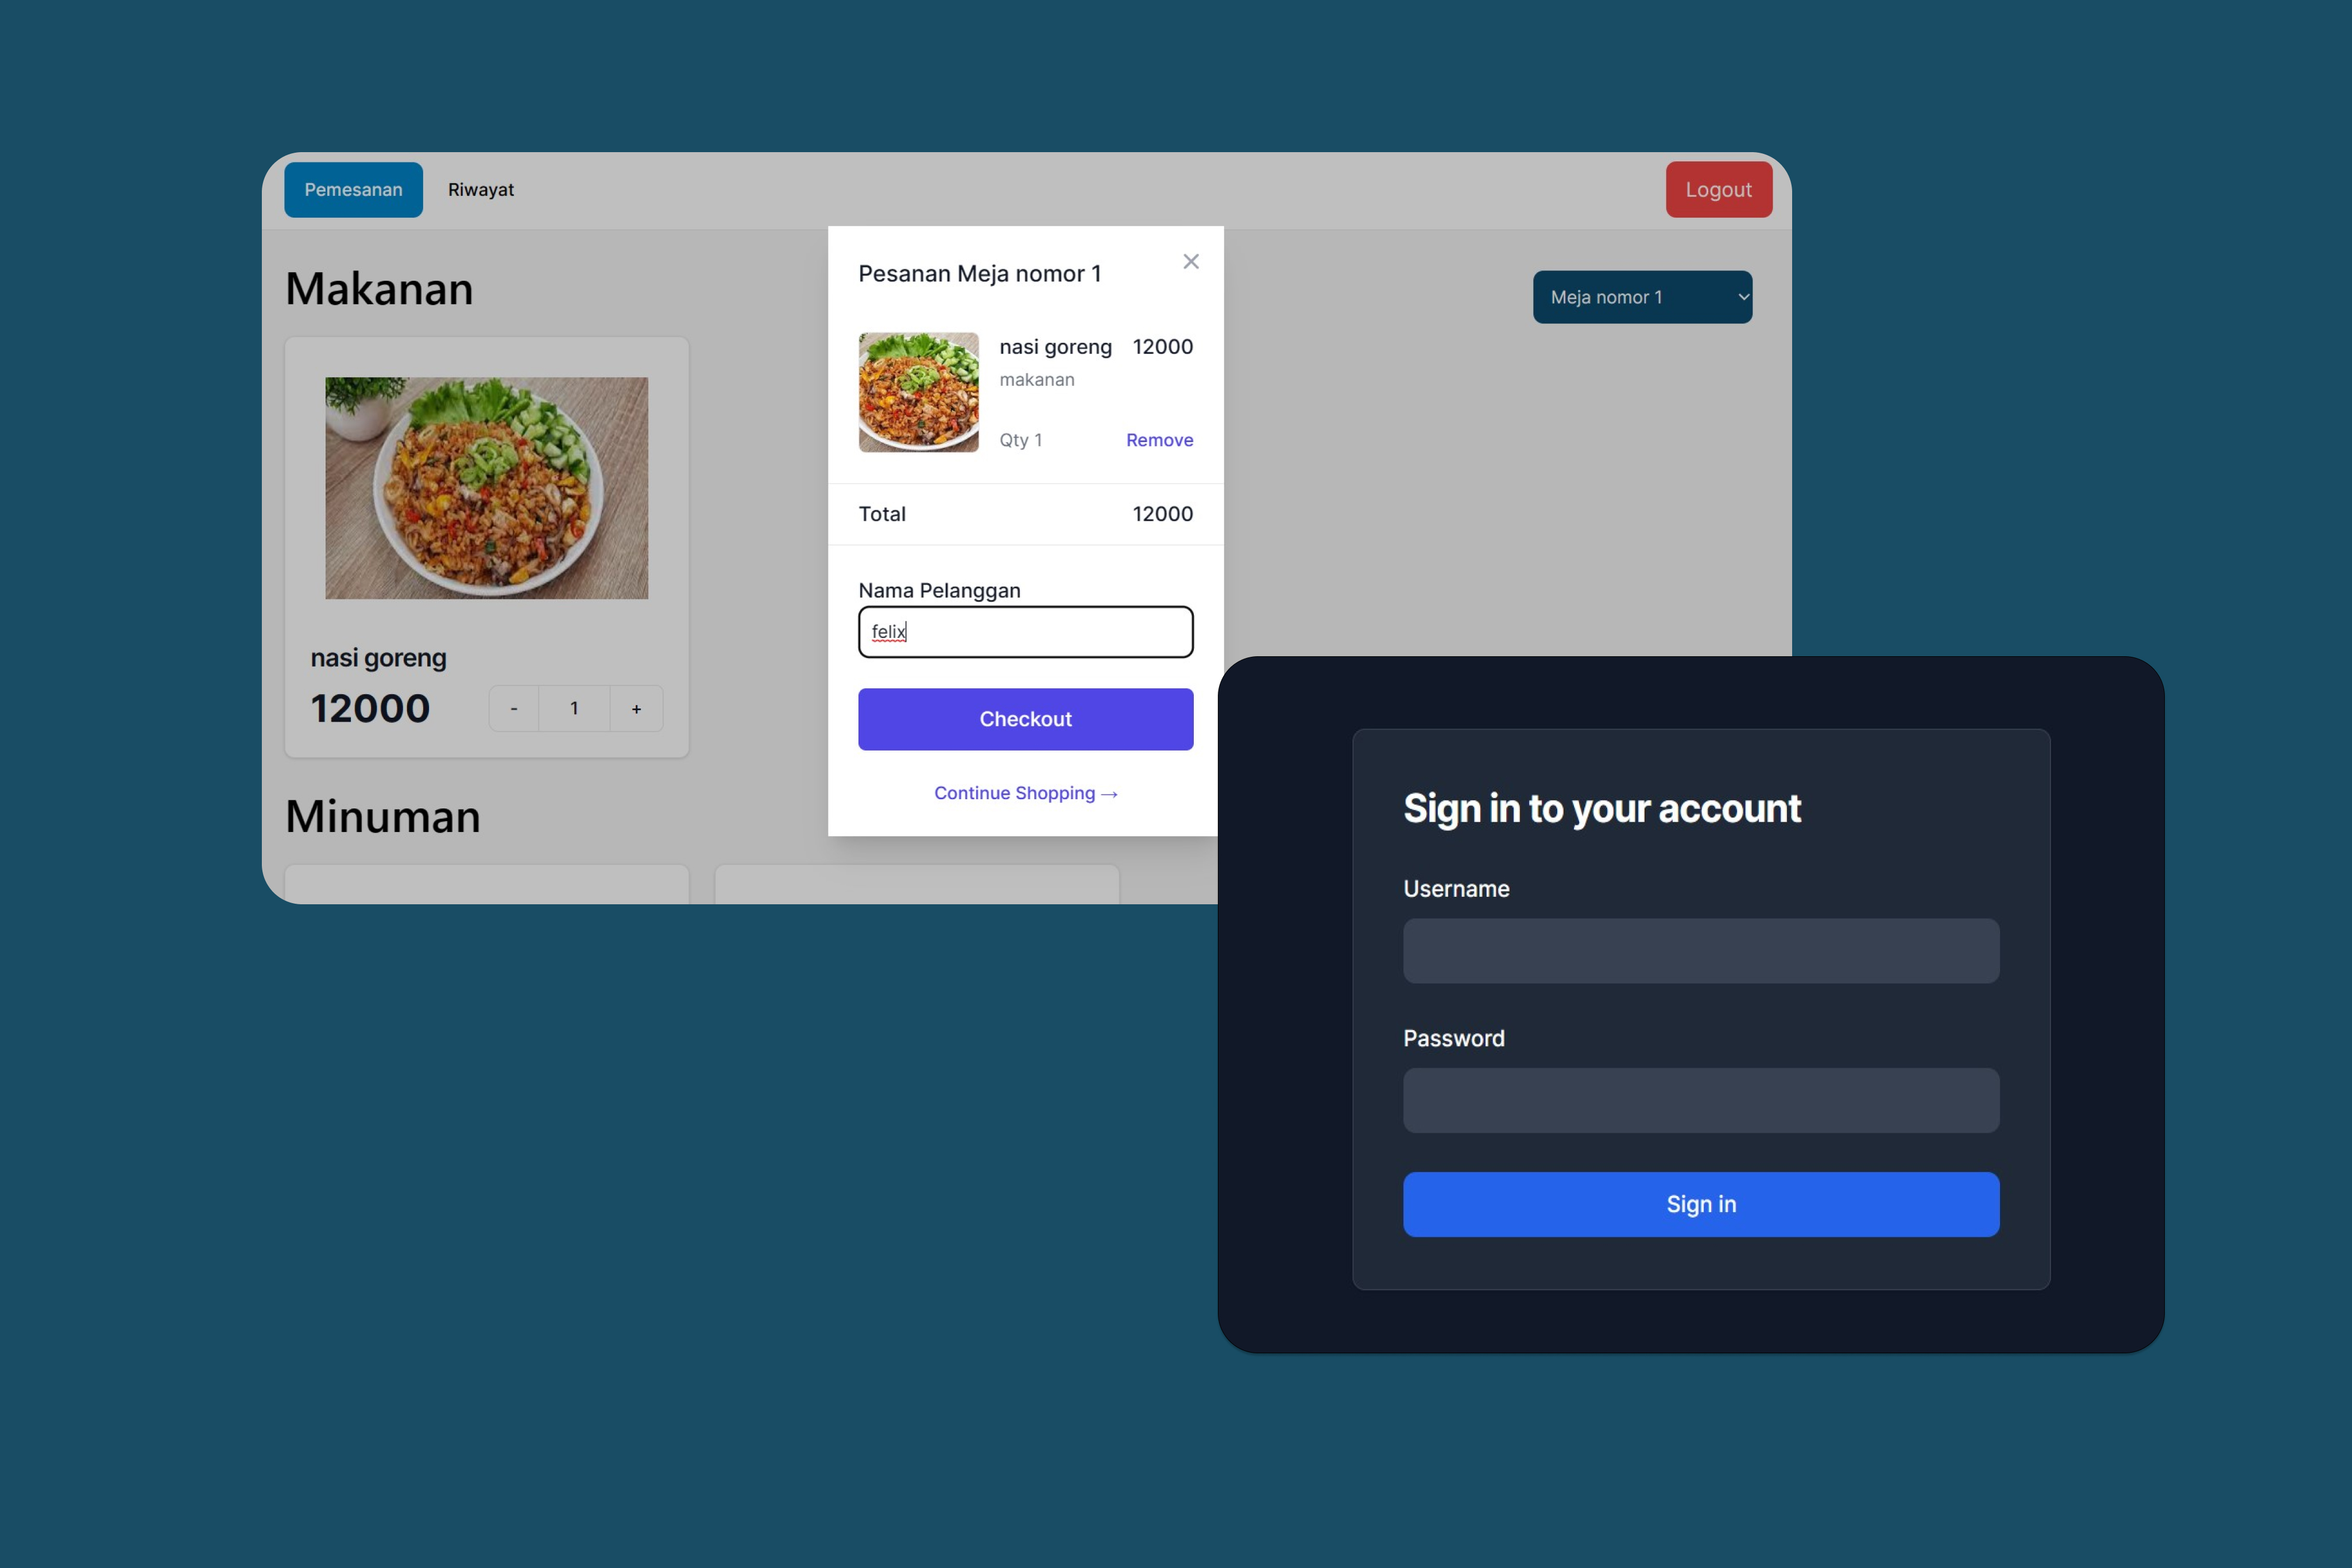 Pemesanan Riwayat Logout
Makanan
Meja nomor 1
nasi goreng
12000 - 1 +
Minuman
Pesanan Meja nomor 1
nasi goreng 12000
makanan
Qty 1 Remove
Total 12000
Nama Pelanggan
felix
Checkout
Continue Shopping →
Sign in to your account
Username
Password
Sign in